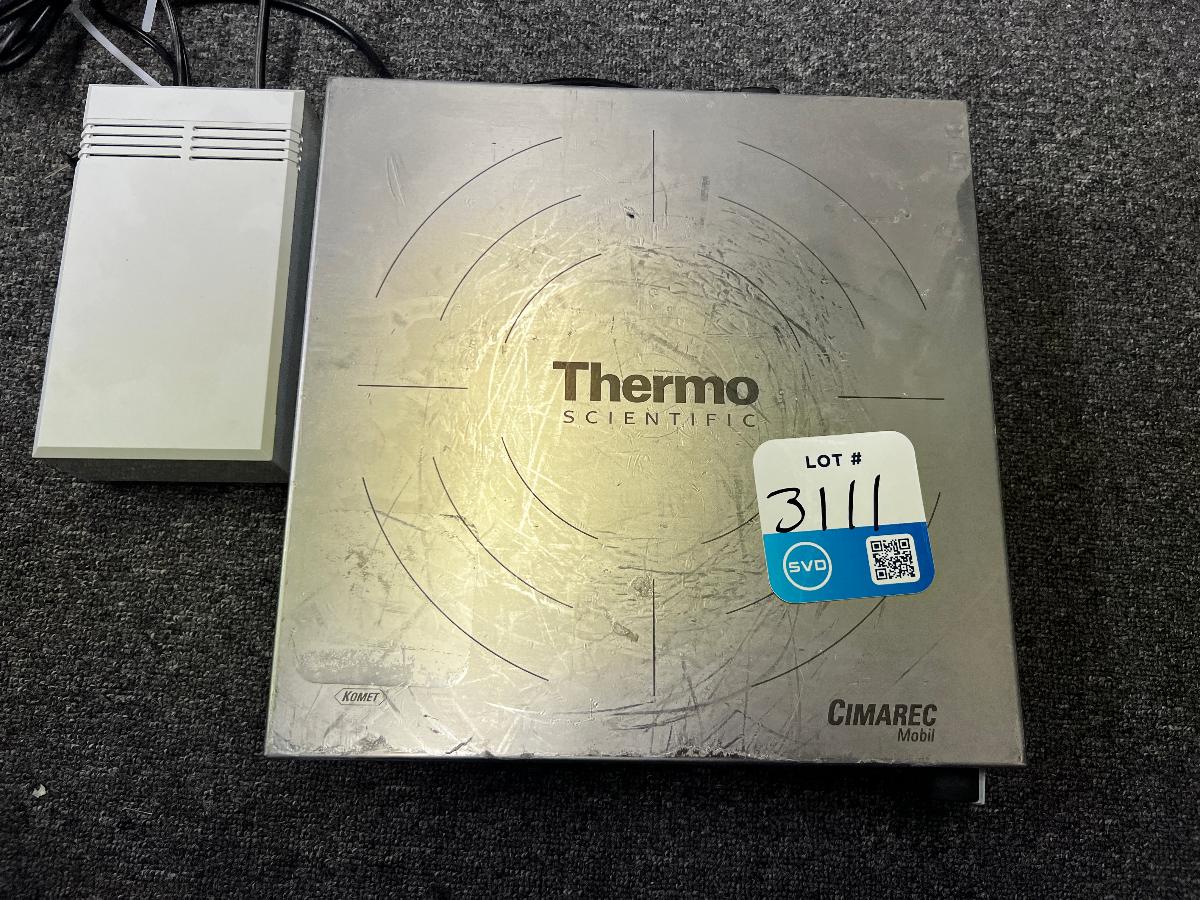 Thermo
SCIENTIFIC
LOT #
3111
SVD
KOMET
CIMAREC
Mobil